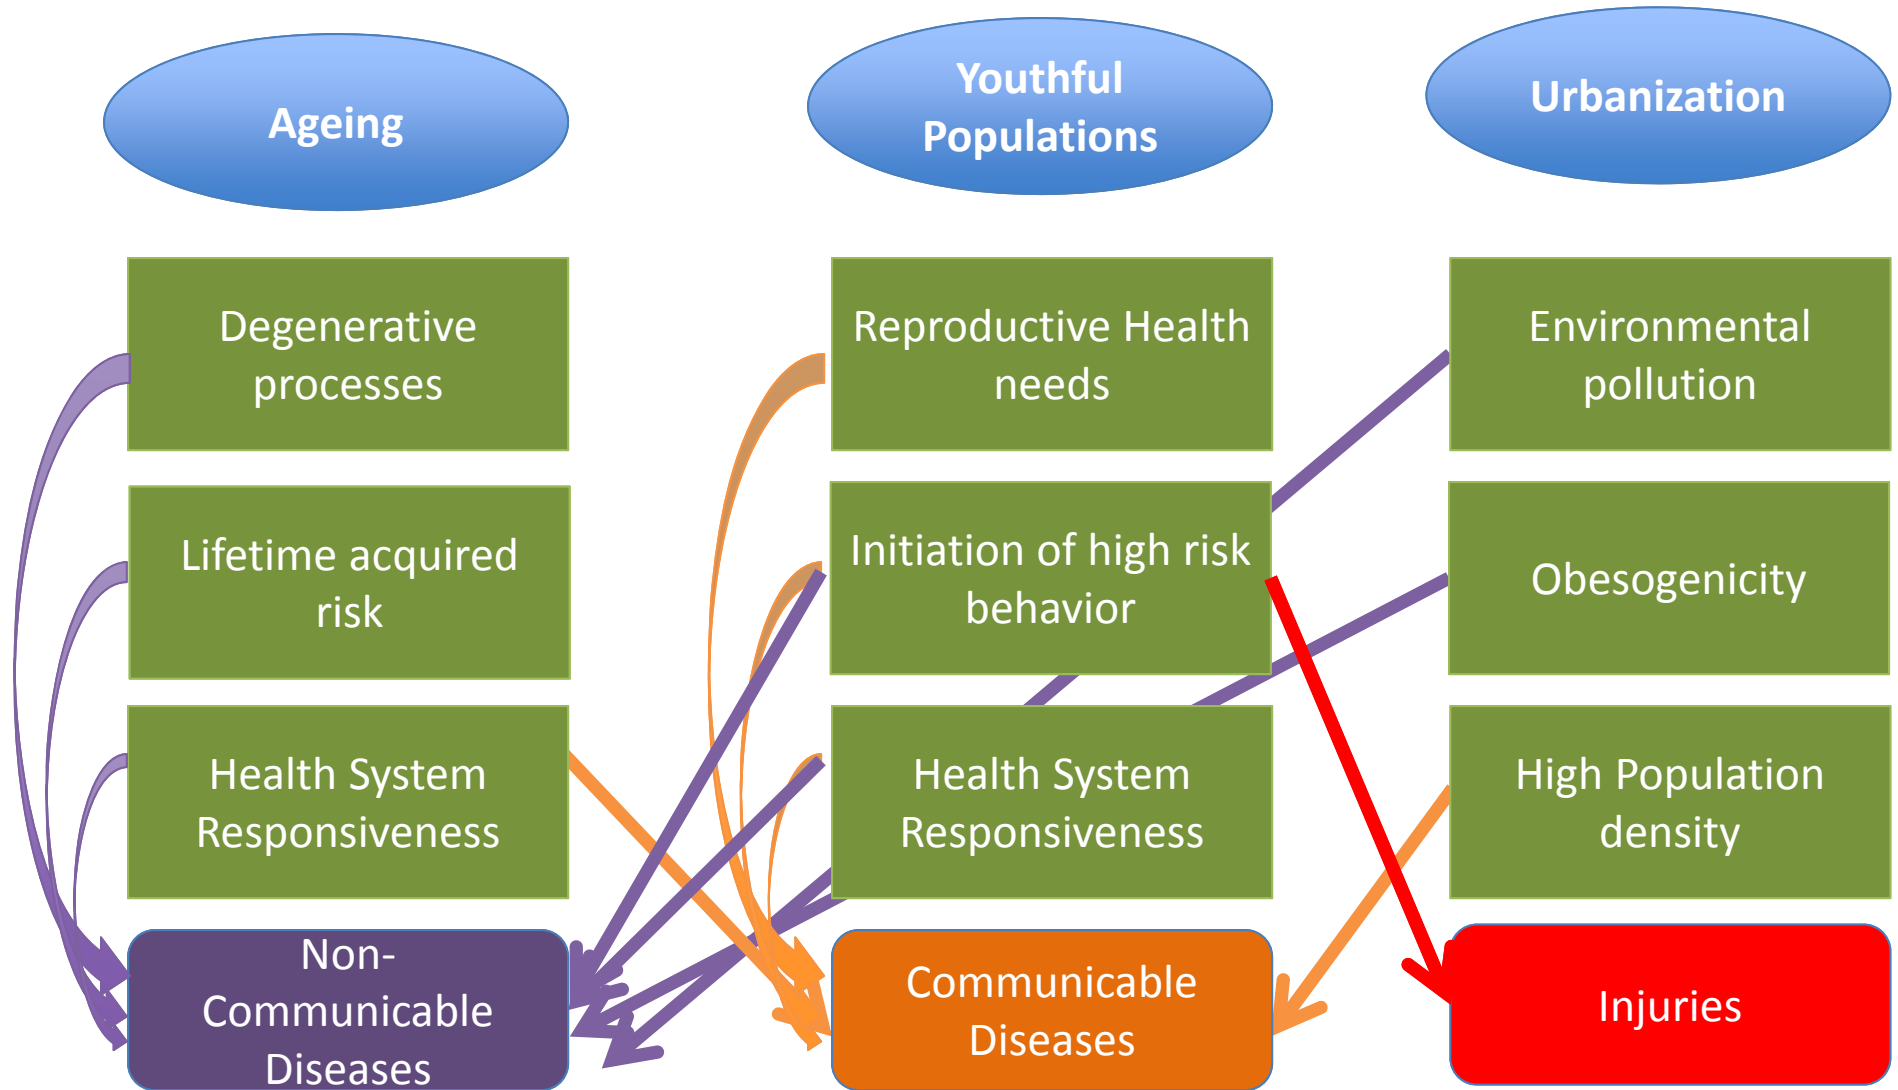 Ageing
Youthful
Populations
Urbanization
Degenerative
processes
Reproductive Health
needs
Environmental
pollution
Lifetime acquired
risk
Initiation of high risk
behavior
Obesogenicity
Health System
Responsiveness
Health System
Responsiveness
High Population
density
Non-
Communicable
Diseases
Communicable
Diseases
Injuries